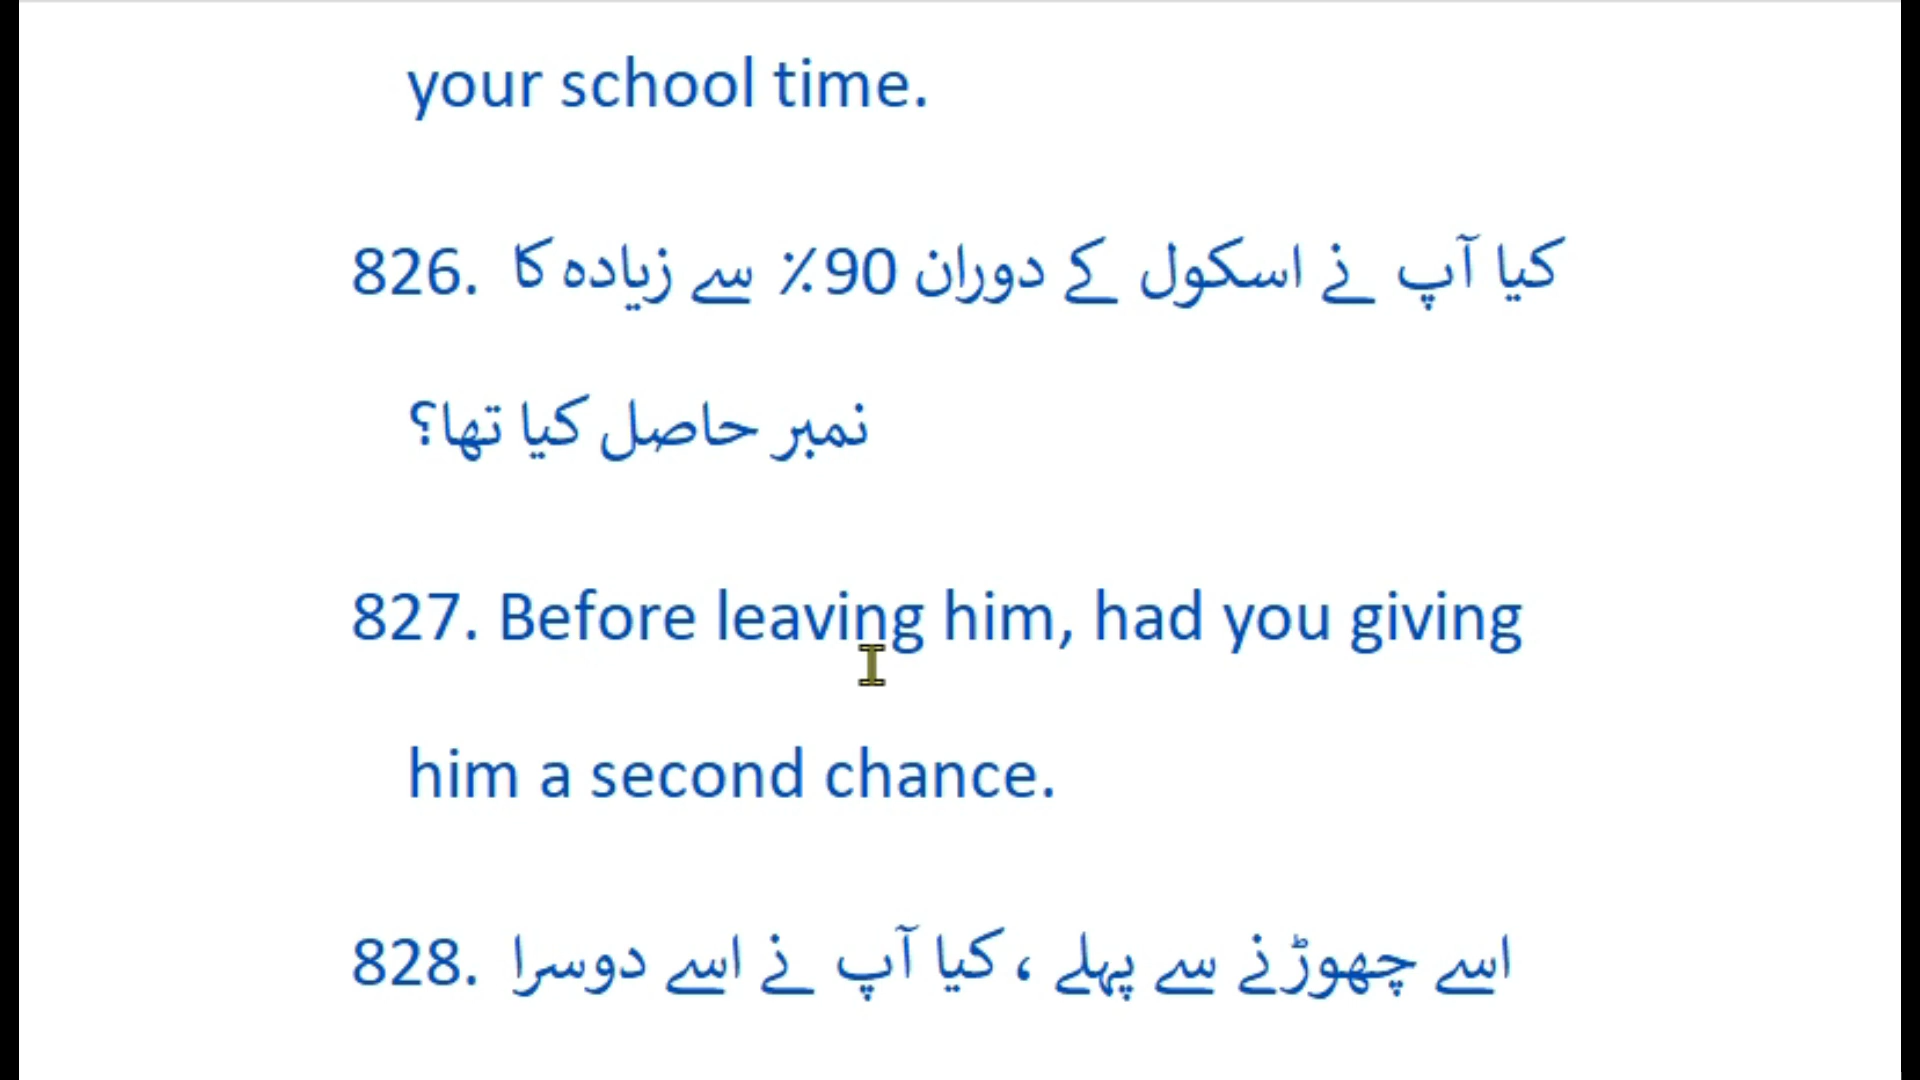 your school time.
826. کیا آپ نے اسکول کے دوران 90٪ سے زیادہ کا
نمبر حاصل کیا تھا؟
827. Before leaving him, had you giving
him a second chance.
828. اسے چھوڑنے سے پہلے ، کیا آپ نے اسے دوسرا